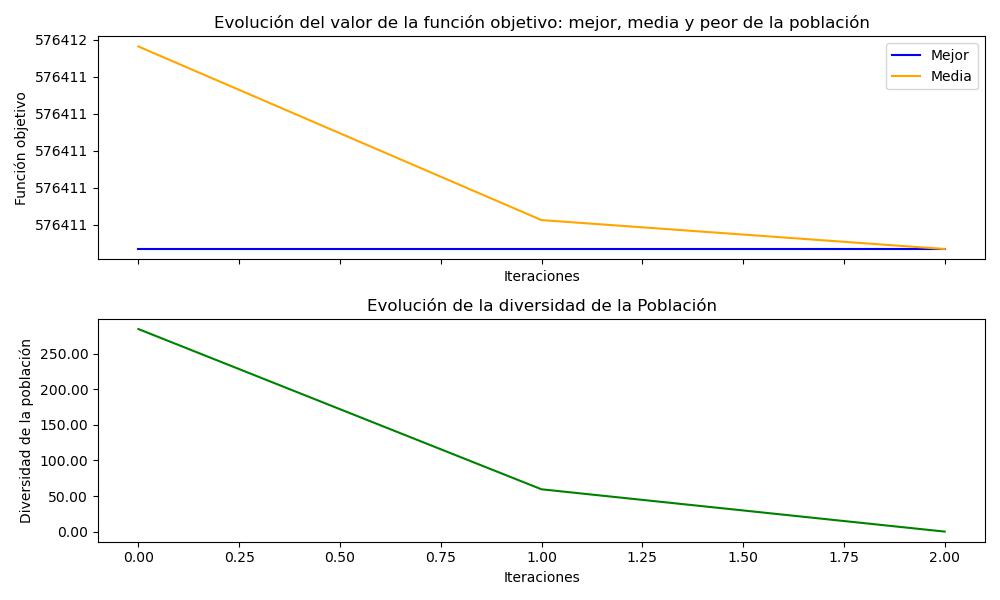 Evolución del valor de la función objetivo: mejor, media y peor de la población
Función objetivo
576412
576411
576411
576411
576411
576411
Mejor
Media
Iteraciones
Evolución de la diversidad de la Población
Diversidad de la población
250.00
200.00
150.00
100.00
50.00
0.00
0.00 0.25 0.50 0.75 1.00 1.25 1.50 1.75 2.00
Iteraciones